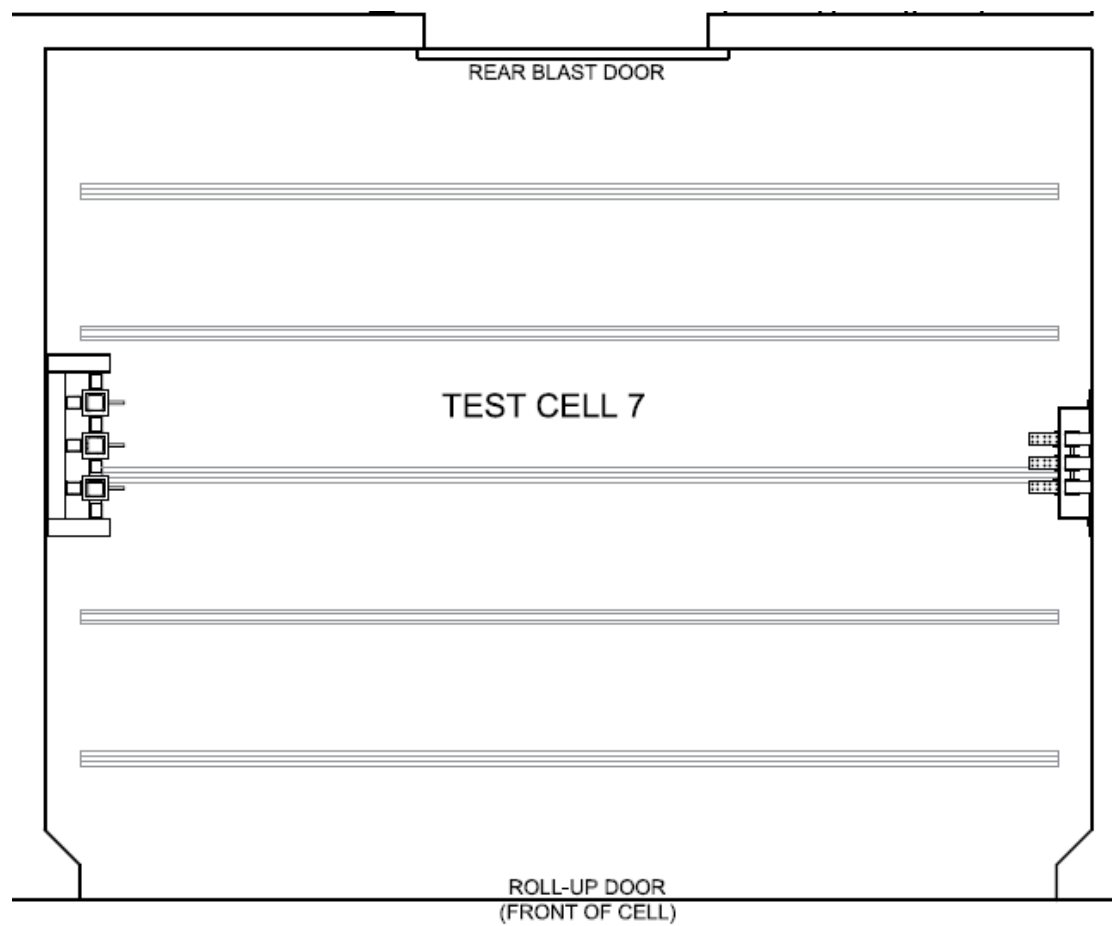 REAR BLAST DOOR
TEST CELL 7
ROLL-UP DOOR
(FRONT OF CELL)